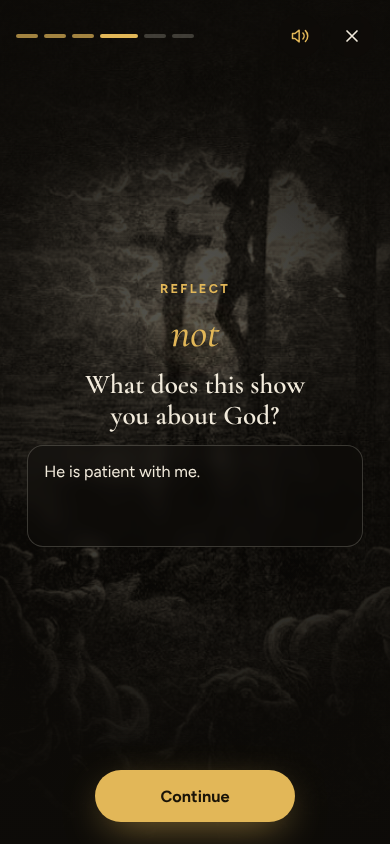 REFLECT
not
What does this show
you about God?
He is patient with me.
Continue